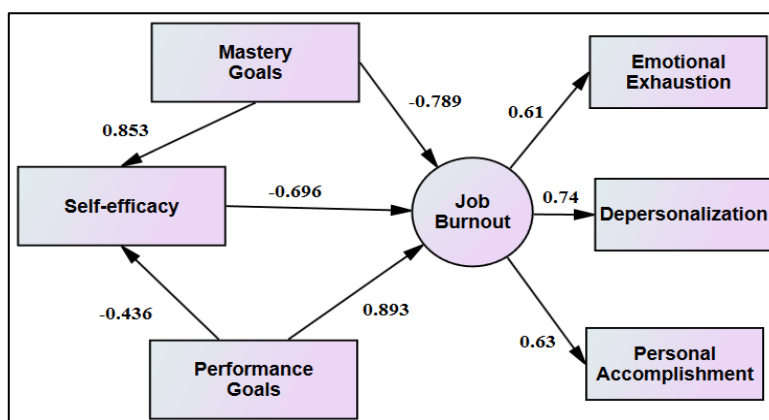 Mastery
Goals
Emotional
Exhaustion
-0.789
0.61
0.853
Self-efficacy
-0.696
Job
Burnout
0.74
Depersonalization
-0.436
0.893
0.63
Performance
Goals
Personal
Accomplishment